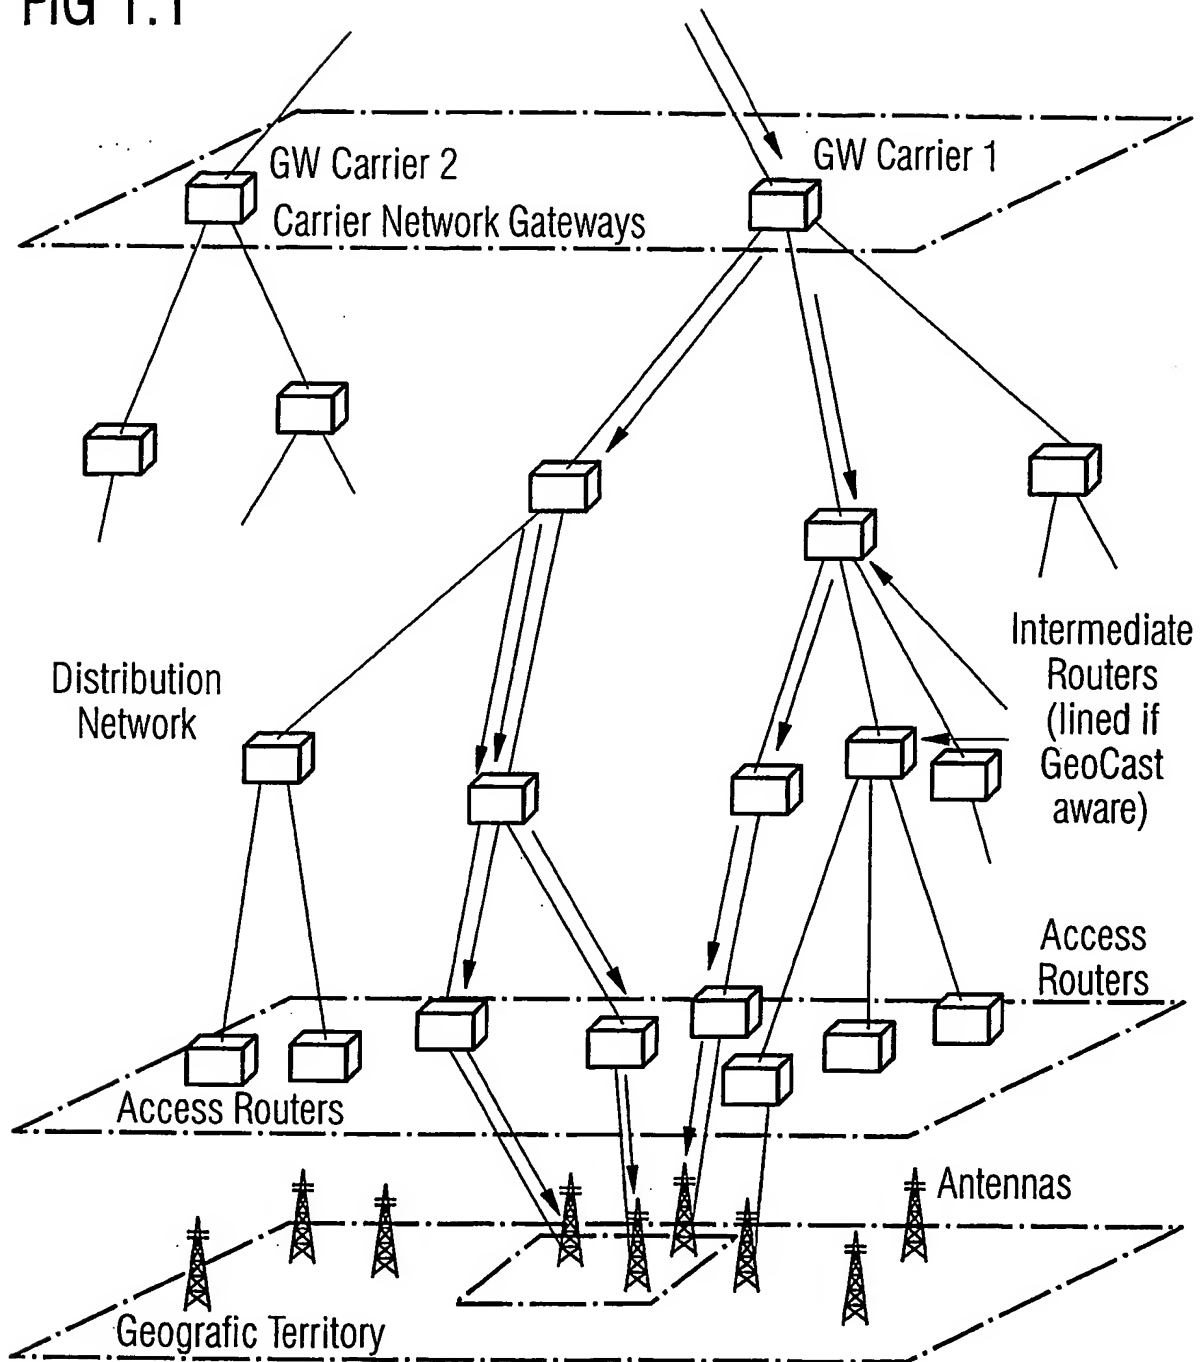 FIG 1.1
GW Carrier 2
GW Carrier 1
Carrier Network Gateways
Distribution
Network
Intermediate
Routers
(lined if
GeoCast
aware)
Access
Routers
Access Routers
Antennas
Geografic Territory